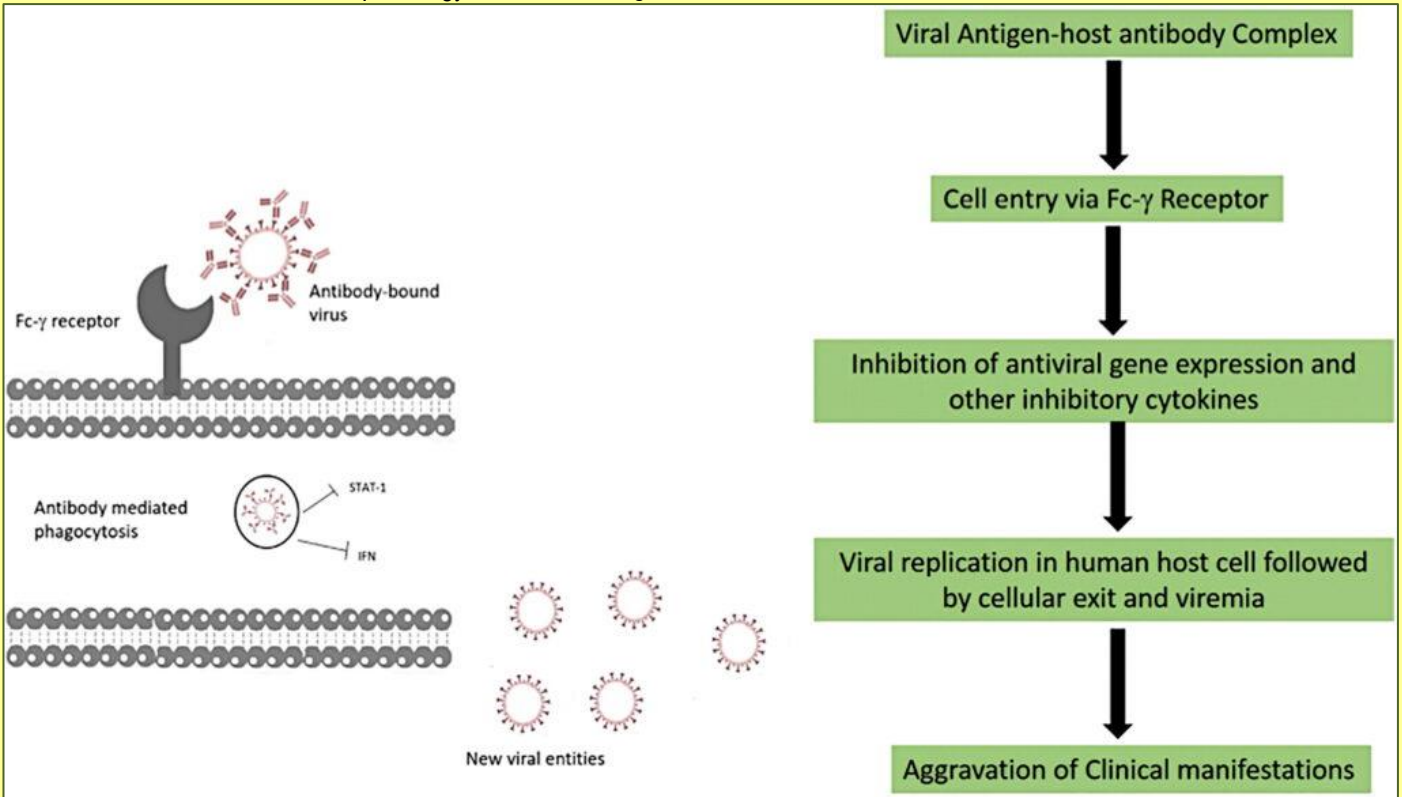 Fc-γ receptor
Antibody-bound
virus
Antibody mediated
phagocytosis
STAT-1
IFN
New viral entities
Viral Antigen-host antibody Complex
Cell entry via Fc-γ Receptor
Inhibition of antiviral gene expression and
other inhibitory cytokines
Viral replication in human host cell followed
by cellular exit and viremia
Aggravation of Clinical manifestations